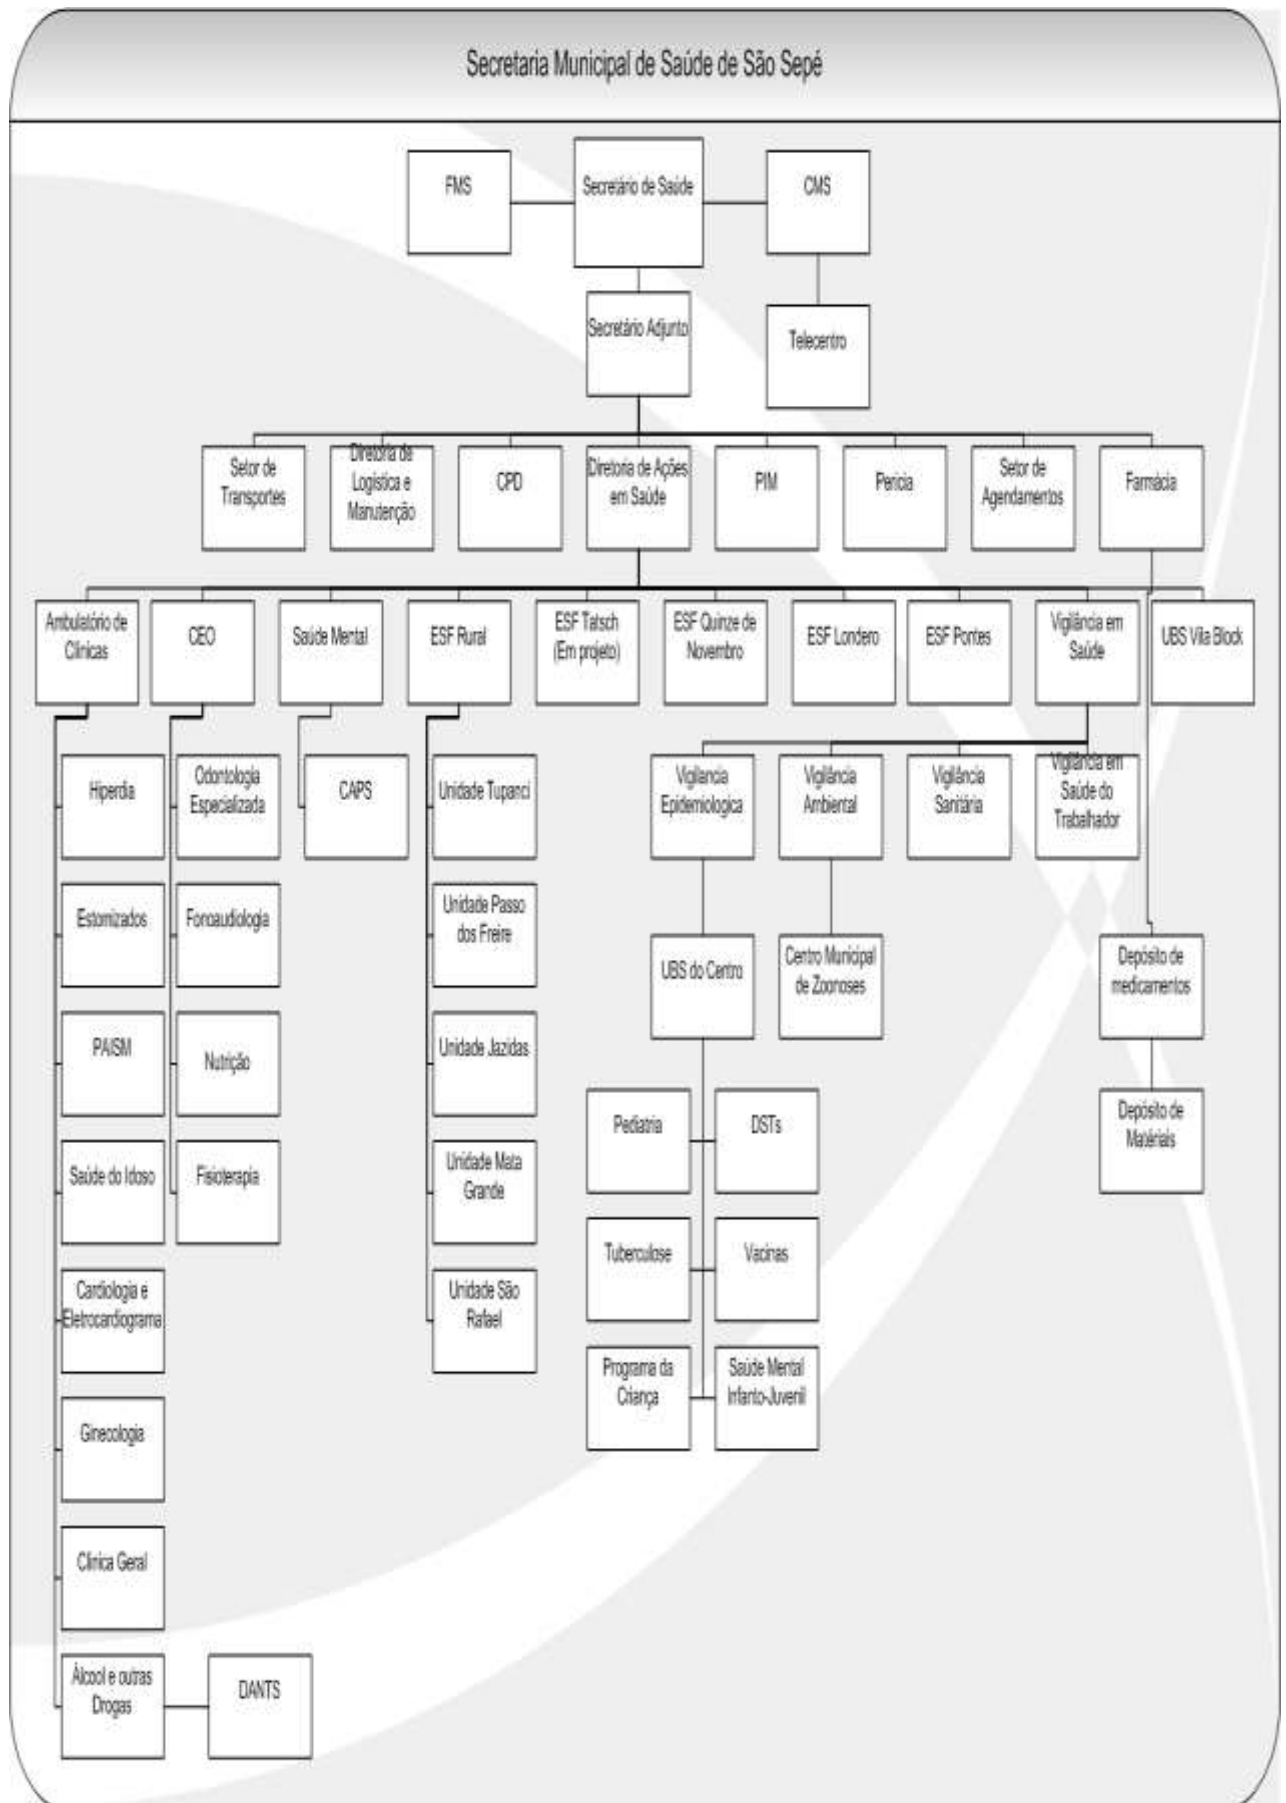 Secretaria Municipal de Saúde de São Sepé
FMS
Secretário de Saúde
CMS
Secretário Adjunto
Telecentro
Setor de
Transportes
Diretoria de
Logística e
Manutenção
CPD
Diretoria de Ações
em Saúde
PIM
Pericia
Setor de
Agendamentos
Farmácia
Ambulatório de
Clínicas
CEO
Saúde Mental
ESF Rural
ESF Tatsch
(Em projeto)
ESF Quinze de
Novembro
ESF Londero
ESF Pontes
Vigilância em
Saúde
UBS Vila Block
Hiperdia
Odontologia
Especializada
CAPS
Unidade Tupanci
Vigilancia
Epidemiologica
Vigilância
Ambiental
Vigilância
Sanitária
Vigilância em
Saúde do
Trabalhador
Estomizados
Fonoaudiologia
Unidade Passo
dos Freire
UBS do Centro
Centro Municipal
de Zoonoses
Depósito de
medicamentos
PAISM
Nutrição
Unidade Jazidas
Pediatria
DSTs
Depósito de
Matériais
Saúde do Idoso
Fisioterapia
Unidade Mata
Grande
Tuberculose
Vacinas
Cardiologia e
Eletrocardiograma
Unidade São
Rafael
Programa da
Criança
Saúde Mental
Infanto-Juvenil
Ginecologia
Clinica Geral
Álcool e outras
Drogas
DANTS